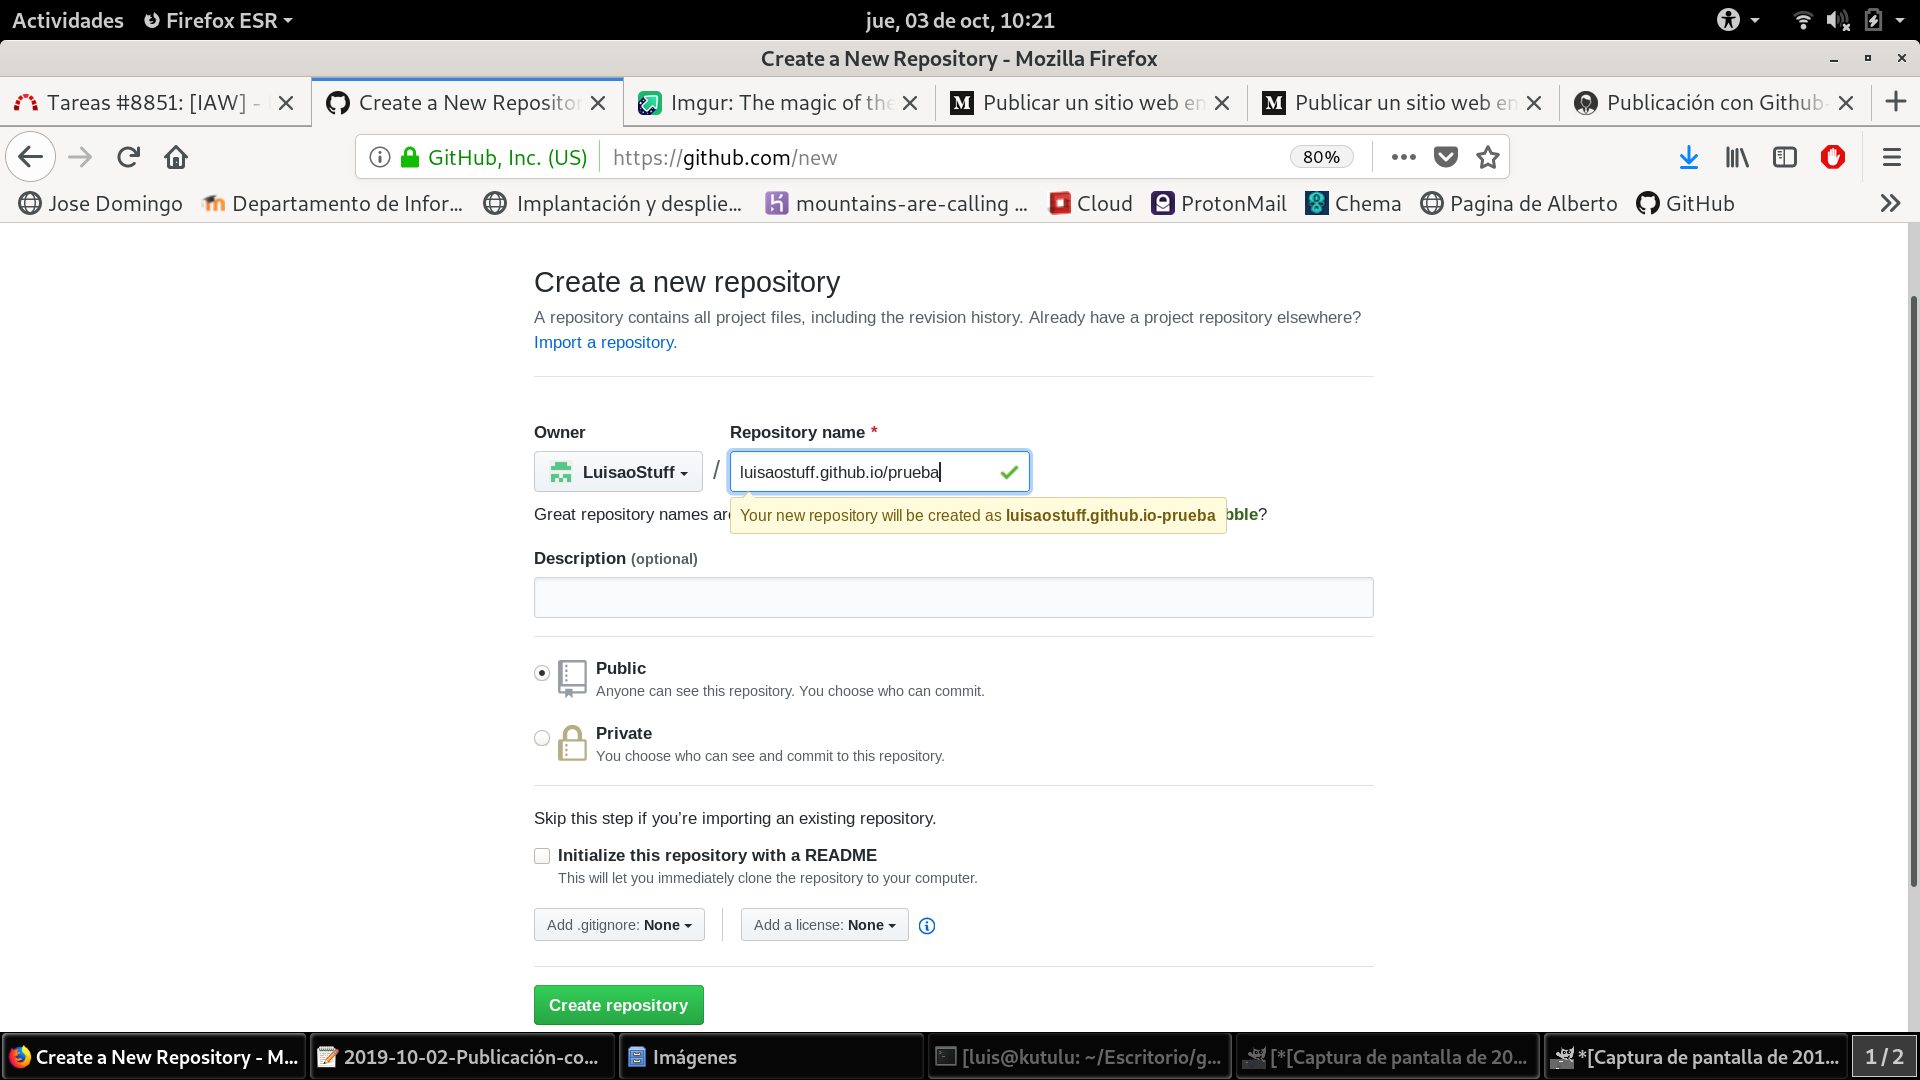 Actividades
Firefox ESR
jue, 03 de oct, 10:21
Create a New Repository - Mozilla Firefox
Tareas #8851: [IAW] -
Create a New Repositor
Imgur: The magic of the
Publicar un sitio web en
Publicar un sitio web en
Publicación con Github-
GitHub, Inc. (US)
https://github.com/new
80%
Jose Domingo
Departamento de Infor...
Implantación y desplie...
mountains-are-calling ...
Cloud
ProtonMail
Chema
Pagina de Alberto
GitHub
Create a new repository
A repository contains all project files, including the revision history. Already have a project repository elsewhere?
Import a repository.
Owner
Repository name *
LuisaoStuff
/
luisaostuff.github.io/prueba
Great repository names are
Your new repository will be created as luisaostuff.github.io-prueba
bble?
Description (optional)
Public
Anyone can see this repository. You choose who can commit.
Private
You choose who can see and commit to this repository.
Skip this step if you’re importing an existing repository.
Initialize this repository with a README
This will let you immediately clone the repository to your computer.
Add .gitignore: None
Add a license: None
Create repository
Create a New Repository - M...
2019-10-02-Publicación-co...
Imágenes
[luis@kutulu: ~/Escritorio/g...
[*[Captura de pantalla de 20...
*[Captura de pantalla de 201...
1 / 2